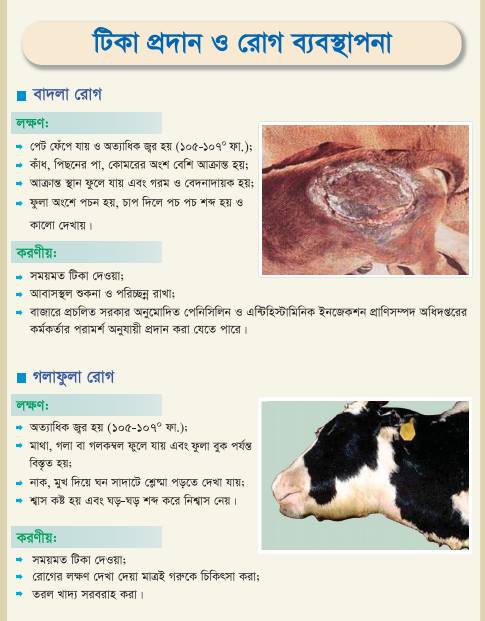 টিকা প্রদান ও রোগ ব্যবস্থাপনা
বাদলা রোগ
লক্ষণ:
পেট ফেঁপে যায় ও অত্যাধিক জ্বর হয় (১০৫-১০৭° ফা.);
কাঁধ, পিছনের পা, কোমরের অংশ বেশি আক্রান্ত হয়;
আক্রান্ত স্থান ফুলে যায় এবং গরম ও বেদনাদায়ক হয়;
ফুলা অংশে পচন হয়, চাপ দিলে পচ পচ শব্দ হয় ও
কালো দেখায়।
করণীয়:
সময়মত টিকা দেওয়া;
আবাসস্থল শুকনা ও পরিচ্ছন্ন রাখা;
বাজারে প্রচলিত সরকার অনুমোদিত পেনিসিলিন ও এন্টিহিস্টামিনিক ইনজেকশন প্রাণিসম্পদ অধিদপ্তরের
কর্মকর্তার পরামর্শ অনুযায়ী প্রদান করা যেতে পারে।
গলাফুলা রোগ
লক্ষণ:
অত্যাধিক জ্বর হয় (১০৫-১০৭° ফা.);
মাথা, গলা বা গলকম্বল ফুলে যায় এবং ফুলা বুক পর্যন্ত
বিস্তৃত হয়;
নাক, মুখ দিয়ে ঘন সাদাটে শ্লেষ্মা পড়তে দেখা যায়;
শ্বাস কষ্ট হয় এবং ঘড়-ঘড় শব্দ করে নিশ্বাস নেয়।
করণীয়:
সময়মত টিকা দেওয়া;
রোগের লক্ষণ দেখা দেয়া মাত্রই গরুকে চিকিৎসা করা;
তরল খাদ্য সরবরাহ করা।